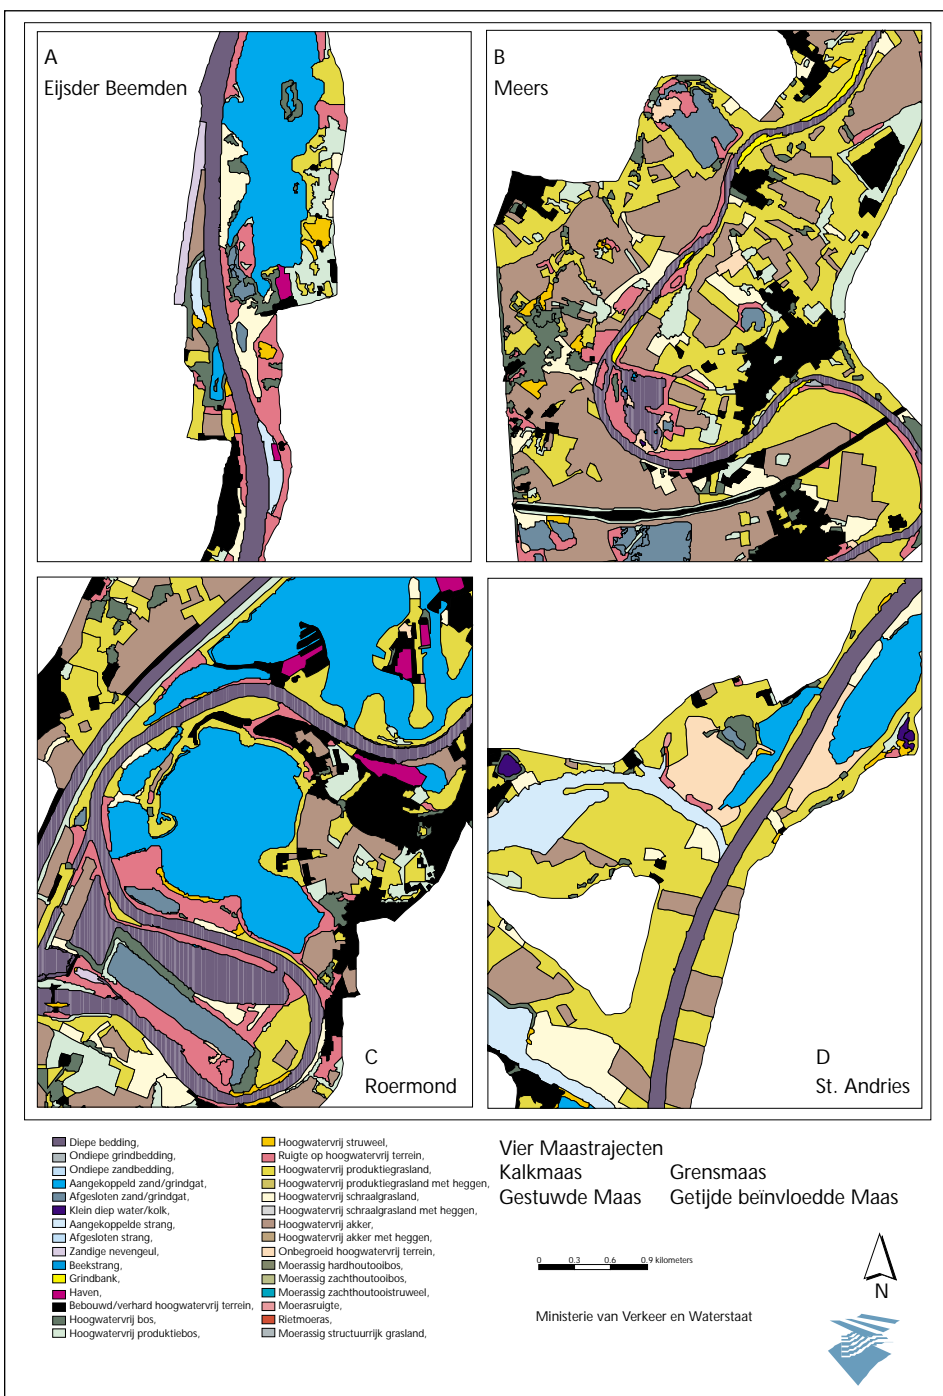 A
Eijsder Beemden
B
Meers
C
Roermond
D
St. Andries
Diepe bedding,
Ondiepe grindbedding,
Ondiepe zandbedding,
Aangekoppeld zand/grindgat,
Afgesloten zand/grindgat,
Klein diep water/kolk,
Aangekoppelde strang,
Afgesloten strang,
Zandige nevengeul,
Beekstrang,
Grindbank,
Haven,
Bebouwd/verhard hoogwatervrij terrein,
Hoogwatervrij bos,
Hoogwatervrij produktiebos,
Hoogwatervrij struweel,
Ruigte op hoogwatervrij terrein,
Hoogwatervrij produktiegrasland,
Hoogwatervrij produktiegrasland met heggen,
Hoogwatervrij schraalgrasland,
Hoogwatervrij schraalgrasland met heggen,
Hoogwatervrij akker,
Hoogwatervrij akker met heggen,
Onbegroeid hoogwatervrij terrein,
Moerassig hardhoutooibos,
Moerassig zachthoutooibos,
Moerassig zachthoutooistruweel,
Moerasruigte,
Rietmoeras,
Moerassig structuurrijk grasland,
Vier Maastrajecten
Kalkmaas Grensmaas
Gestuwde Maas Getijde beïnvloedde Maas
0 0.3 0.6 0.9 kilometers
N
Ministerie van Verkeer en Waterstaat